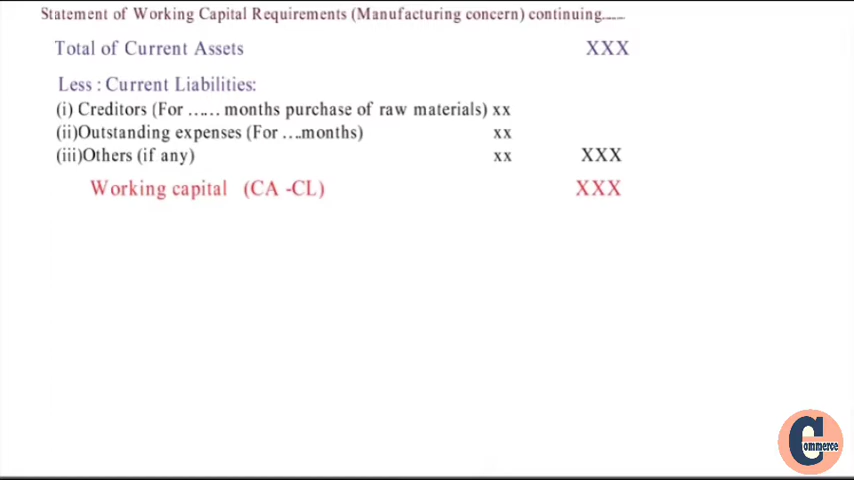 Statement of Working Capital Requirements (Manufacturing concern) continuing......
Total of Current Assets XXX
Less : Current Liabilities:
(i) Creditors (For ...... months purchase of raw materials) xx
(ii)Outstanding expenses (For ....months) xx
(iii)Others (if any) xx XXX
Working capital (CA -CL) XXX
Commerce